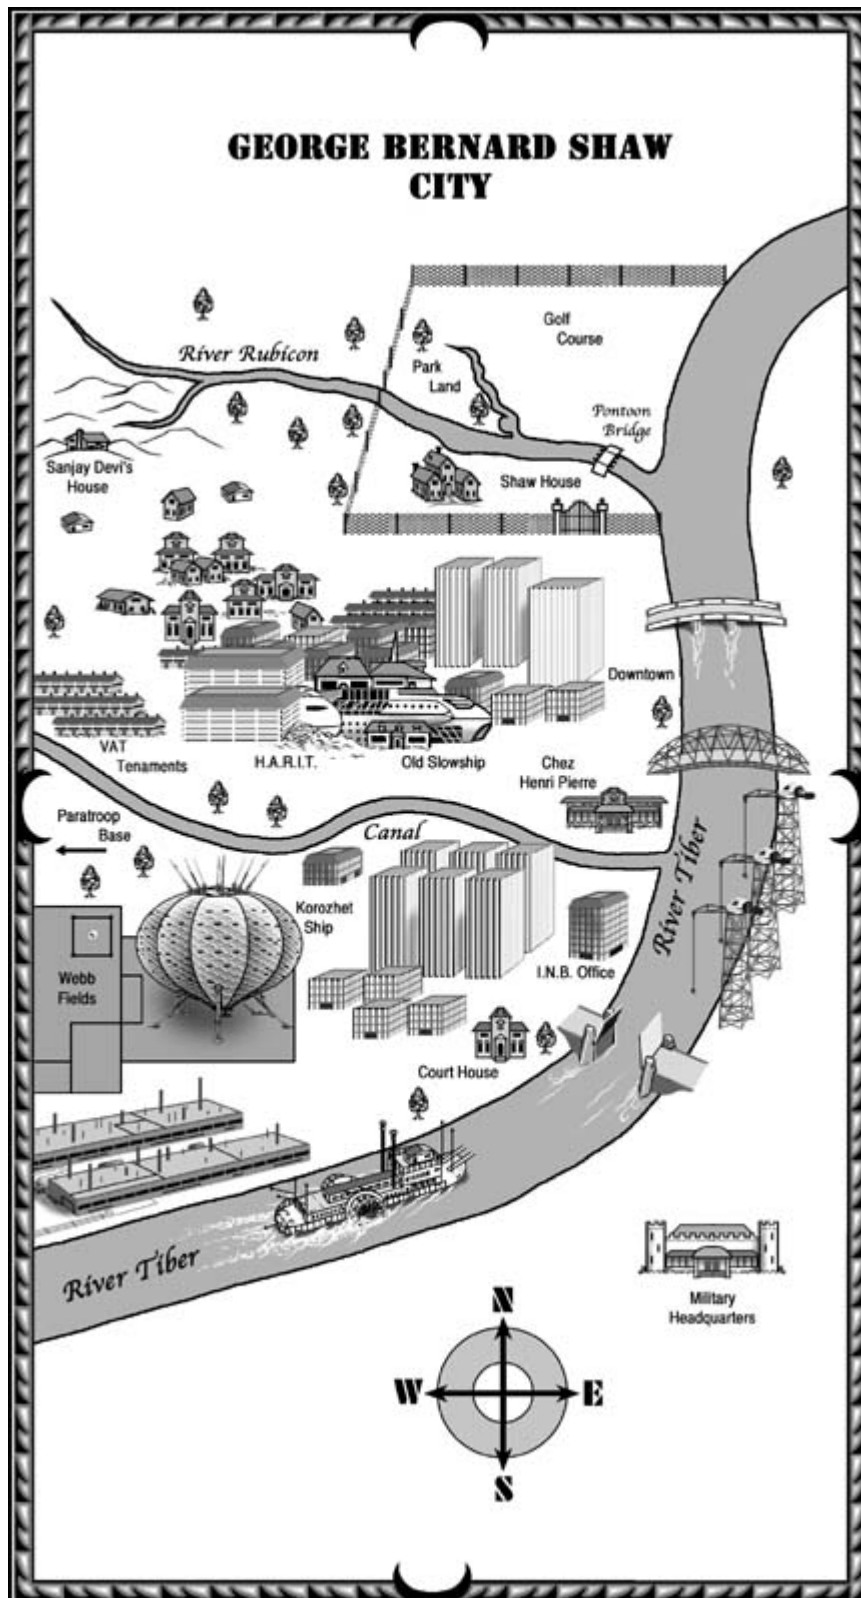 GEORGE BERNARD SHAW
CITY
Golf
Course
River Rubicon
Park
Land
Pontoon
Bridge
Sanjay Devi's
House
Shaw House
Downtown
VAT
Tenaments
H.A.R.I.T.
Old Slowship
Chez
Henri Pierre
Paratroop
Base
Canal
River Tiber
Korozhet
Ship
Webb
Fields
I.N.B. Office
Court House
River Tiber
Military
Headquarters
N
W E
S